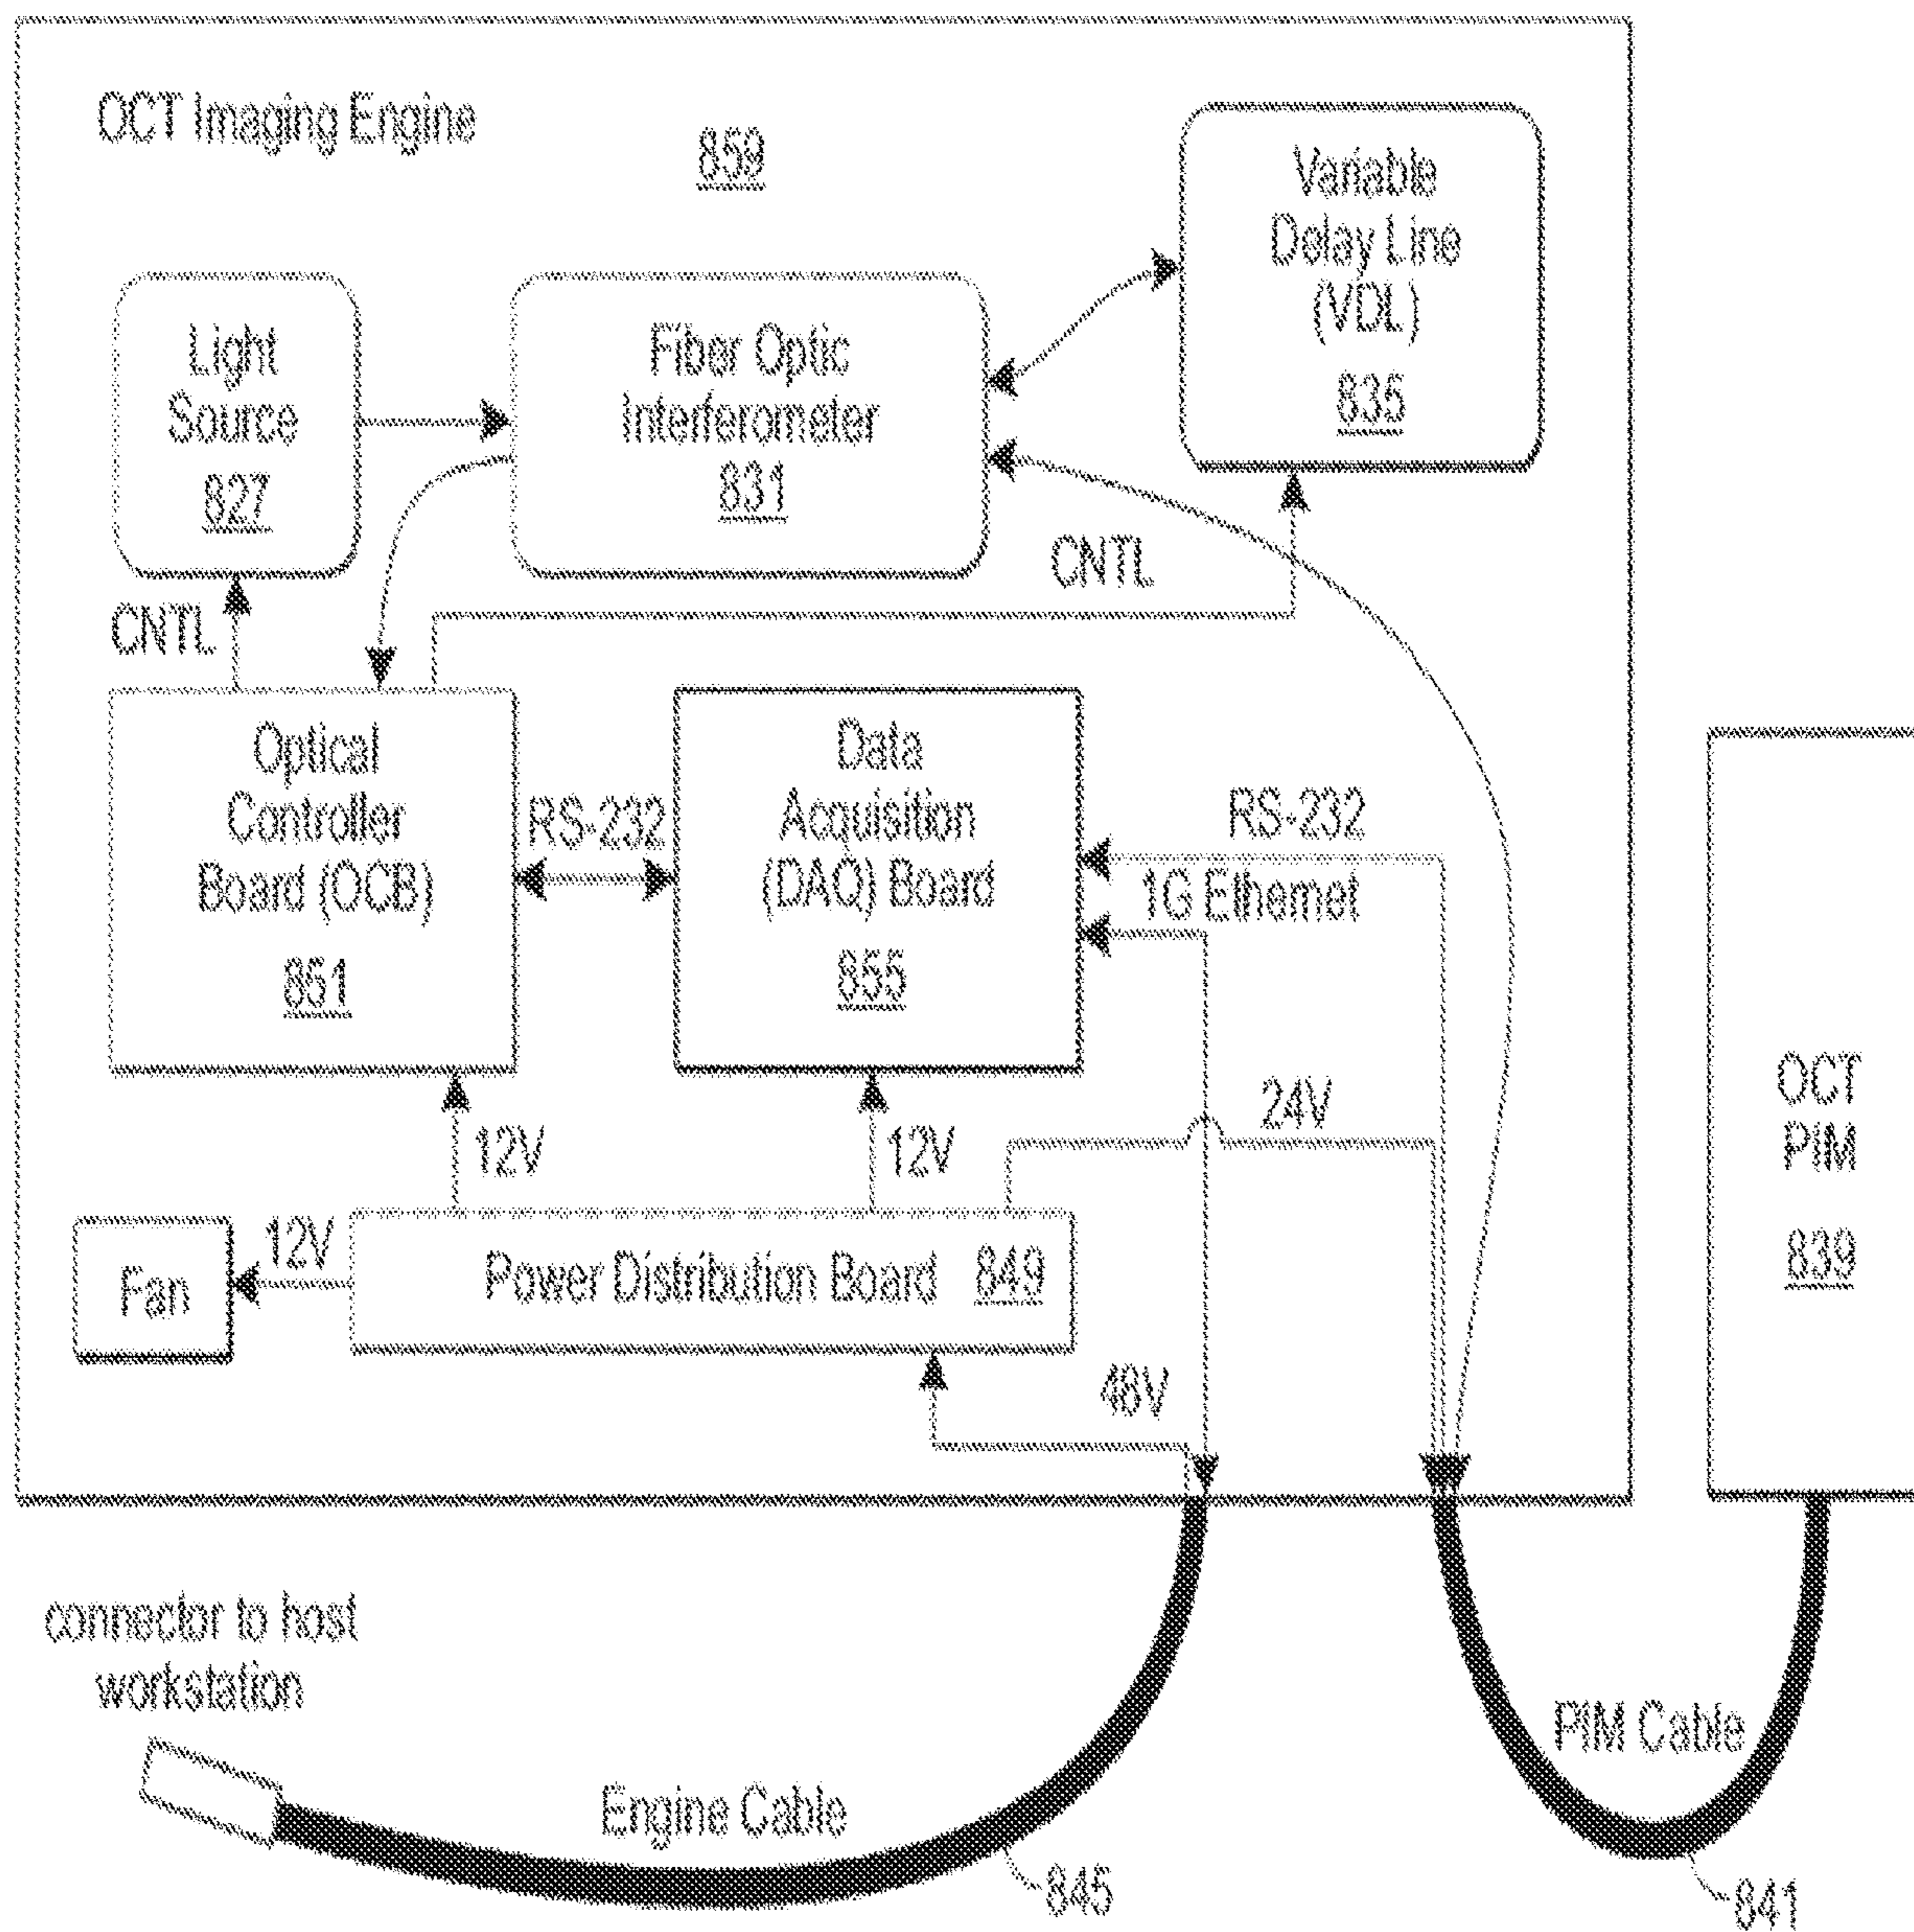 OCT Imaging Engine
859
Variable
Delay Line
(VDL)
835
Light
Source
827
Fiber Optic
Interferometer
831
CNTL
CNTL
Optical
Controller
Board (OCB)
851
RS-232
Data
Acquisition
(DAQ) Board
855
RS-232
1G Ethernet
24V
12V
12V
OCT
PIM
839
Fan
12V
Power Distribution Board 849
48V
connector to host
workstation
PIM Cable
Engine Cable
845
841